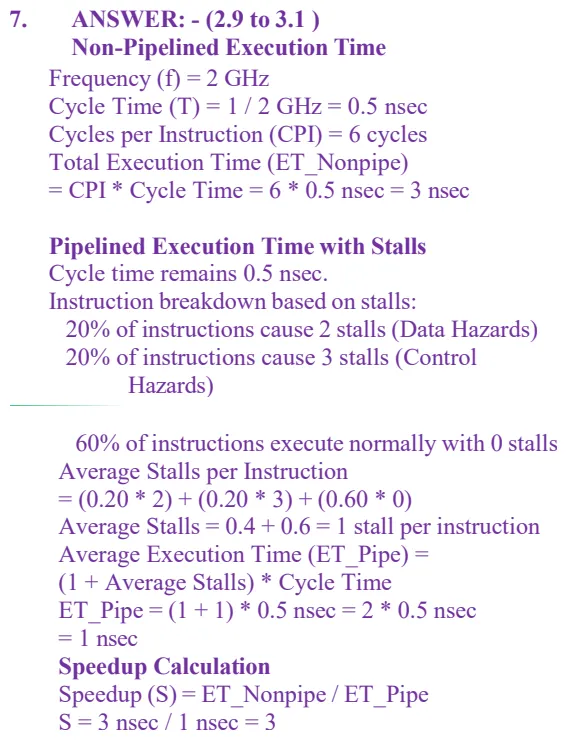 7. ANSWER: - (2.9 to 3.1 )
Non-Pipelined Execution Time
Frequency (f) = 2 GHz
Cycle Time (T) = 1 / 2 GHz = 0.5 nsec
Cycles per Instruction (CPI) = 6 cycles
Total Execution Time (ET_Nonpipe)
= CPI * Cycle Time = 6 * 0.5 nsec = 3 nsec
Pipelined Execution Time with Stalls
Cycle time remains 0.5 nsec.
Instruction breakdown based on stalls:
20% of instructions cause 2 stalls (Data Hazards)
20% of instructions cause 3 stalls (Control
Hazards)
60% of instructions execute normally with 0 stalls
Average Stalls per Instruction
= (0.20 * 2) + (0.20 * 3) + (0.60 * 0)
Average Stalls = 0.4 + 0.6 = 1 stall per instruction
Average Execution Time (ET_Pipe) =
(1 + Average Stalls) * Cycle Time
ET_Pipe = (1 + 1) * 0.5 nsec = 2 * 0.5 nsec
= 1 nsec
Speedup Calculation
Speedup (S) = ET_Nonpipe / ET_Pipe
S = 3 nsec / 1 nsec = 3